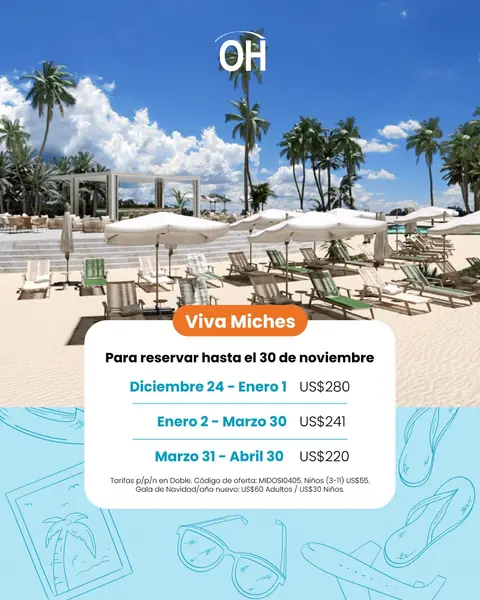 OH
Viva Miches
Para reservar hasta el 30 de noviembre
Diciembre 24 - Enero 1 US$280
Enero 2 - Marzo 30 US$241
Marzo 31 - Abril 30 US$220
Tarifas p/p/n en Doble. Código de oferta: MIDOSI0405. Niños (3-11) US$55.
Gala de Navidad/año nuevo: US$60 Adultos / US$30 Niños.